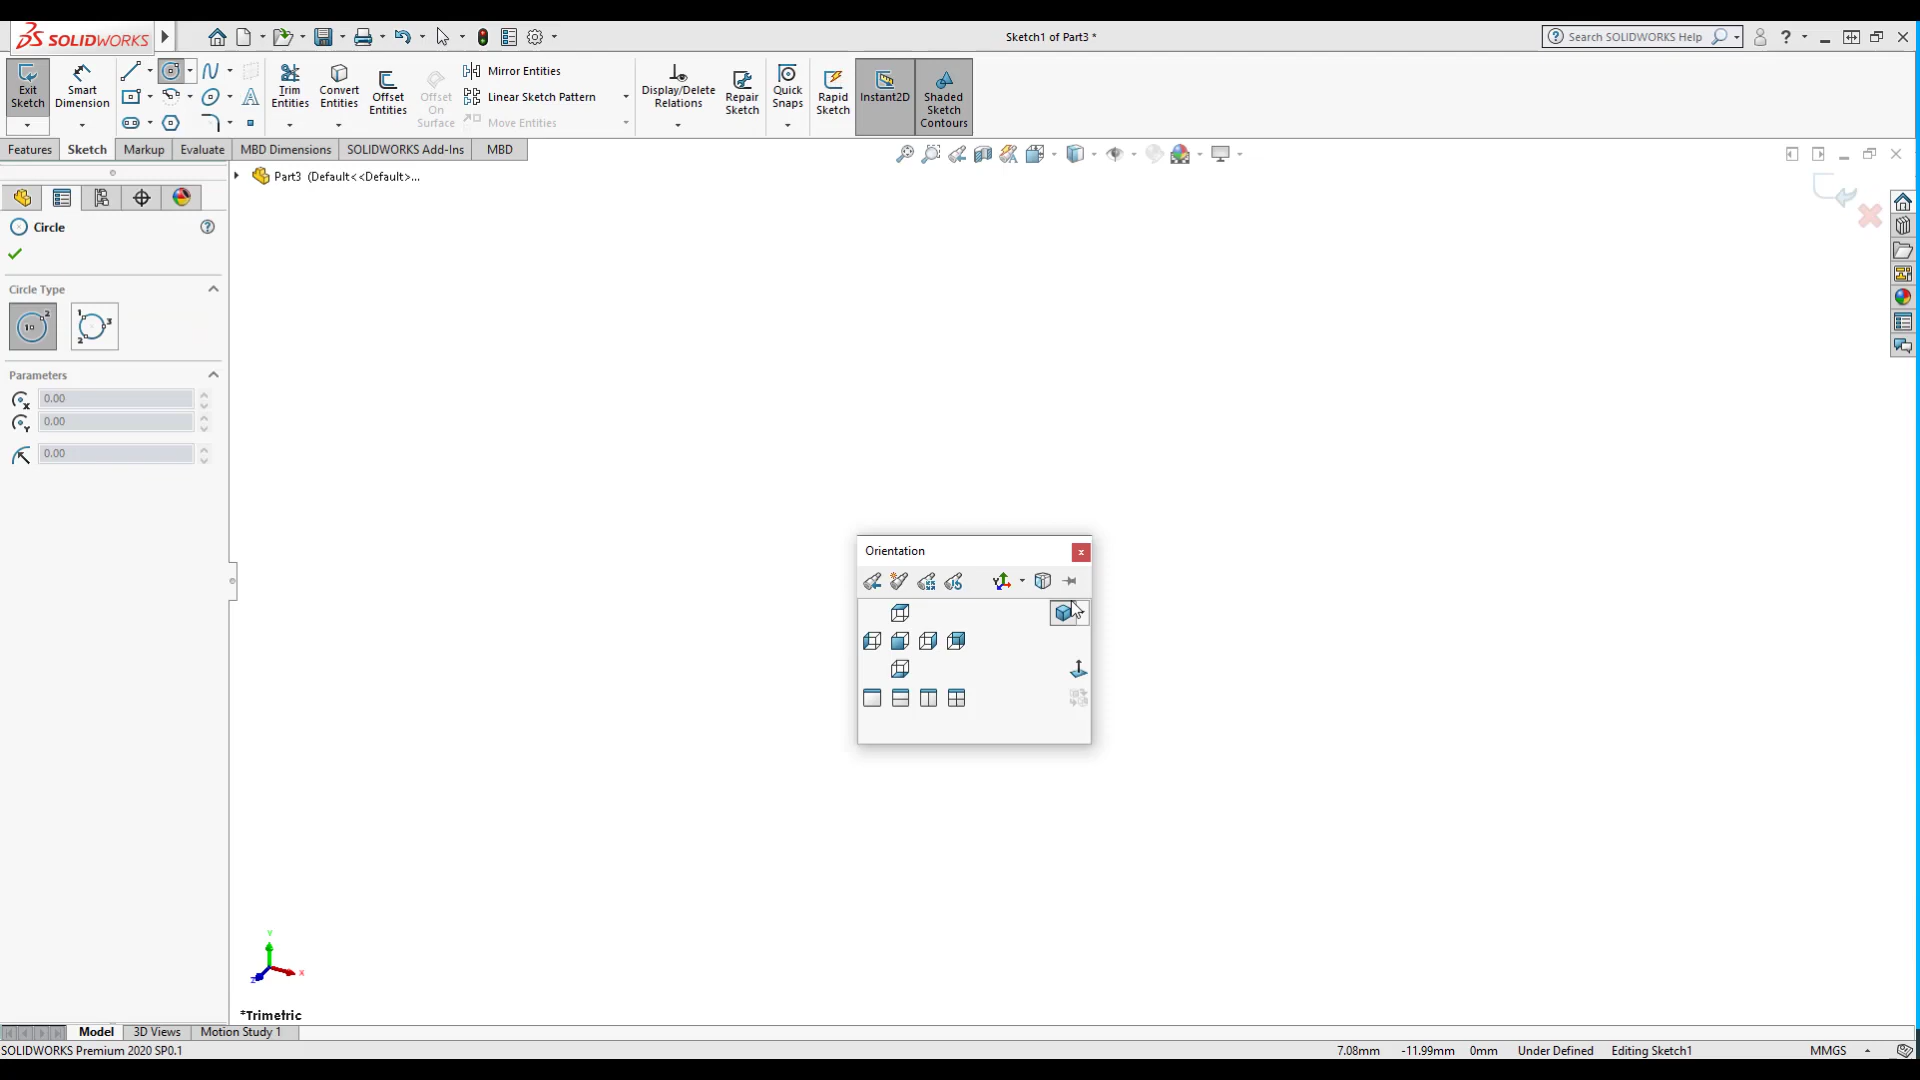 SOLIDWORKS
Sketch1 of Part3 *
Search SOLIDWORKS Help
?
Exit Sketch
Smart Dimension
Trim Entities
Convert Entities
Offset Entities
Offset On Surface
Mirror Entities
Linear Sketch Pattern
Move Entities
Display/Delete Relations
Repair Sketch
Quick Snaps
Rapid Sketch
Instant2D
Shaded Sketch Contours
Features
Sketch
Markup
Evaluate
MBD Dimensions
SOLIDWORKS Add-Ins
MBD
Part3 (Default<<Default>...
Circle
?
Circle Type
Parameters
0.00
0.00
0.00
Orientation
Y
X
Z
*Trimetric
Model
3D Views
Motion Study 1
SOLIDWORKS Premium 2020 SP0.1
7.08mm
-11.99mm
0mm
Under Defined
Editing Sketch1
MMGS